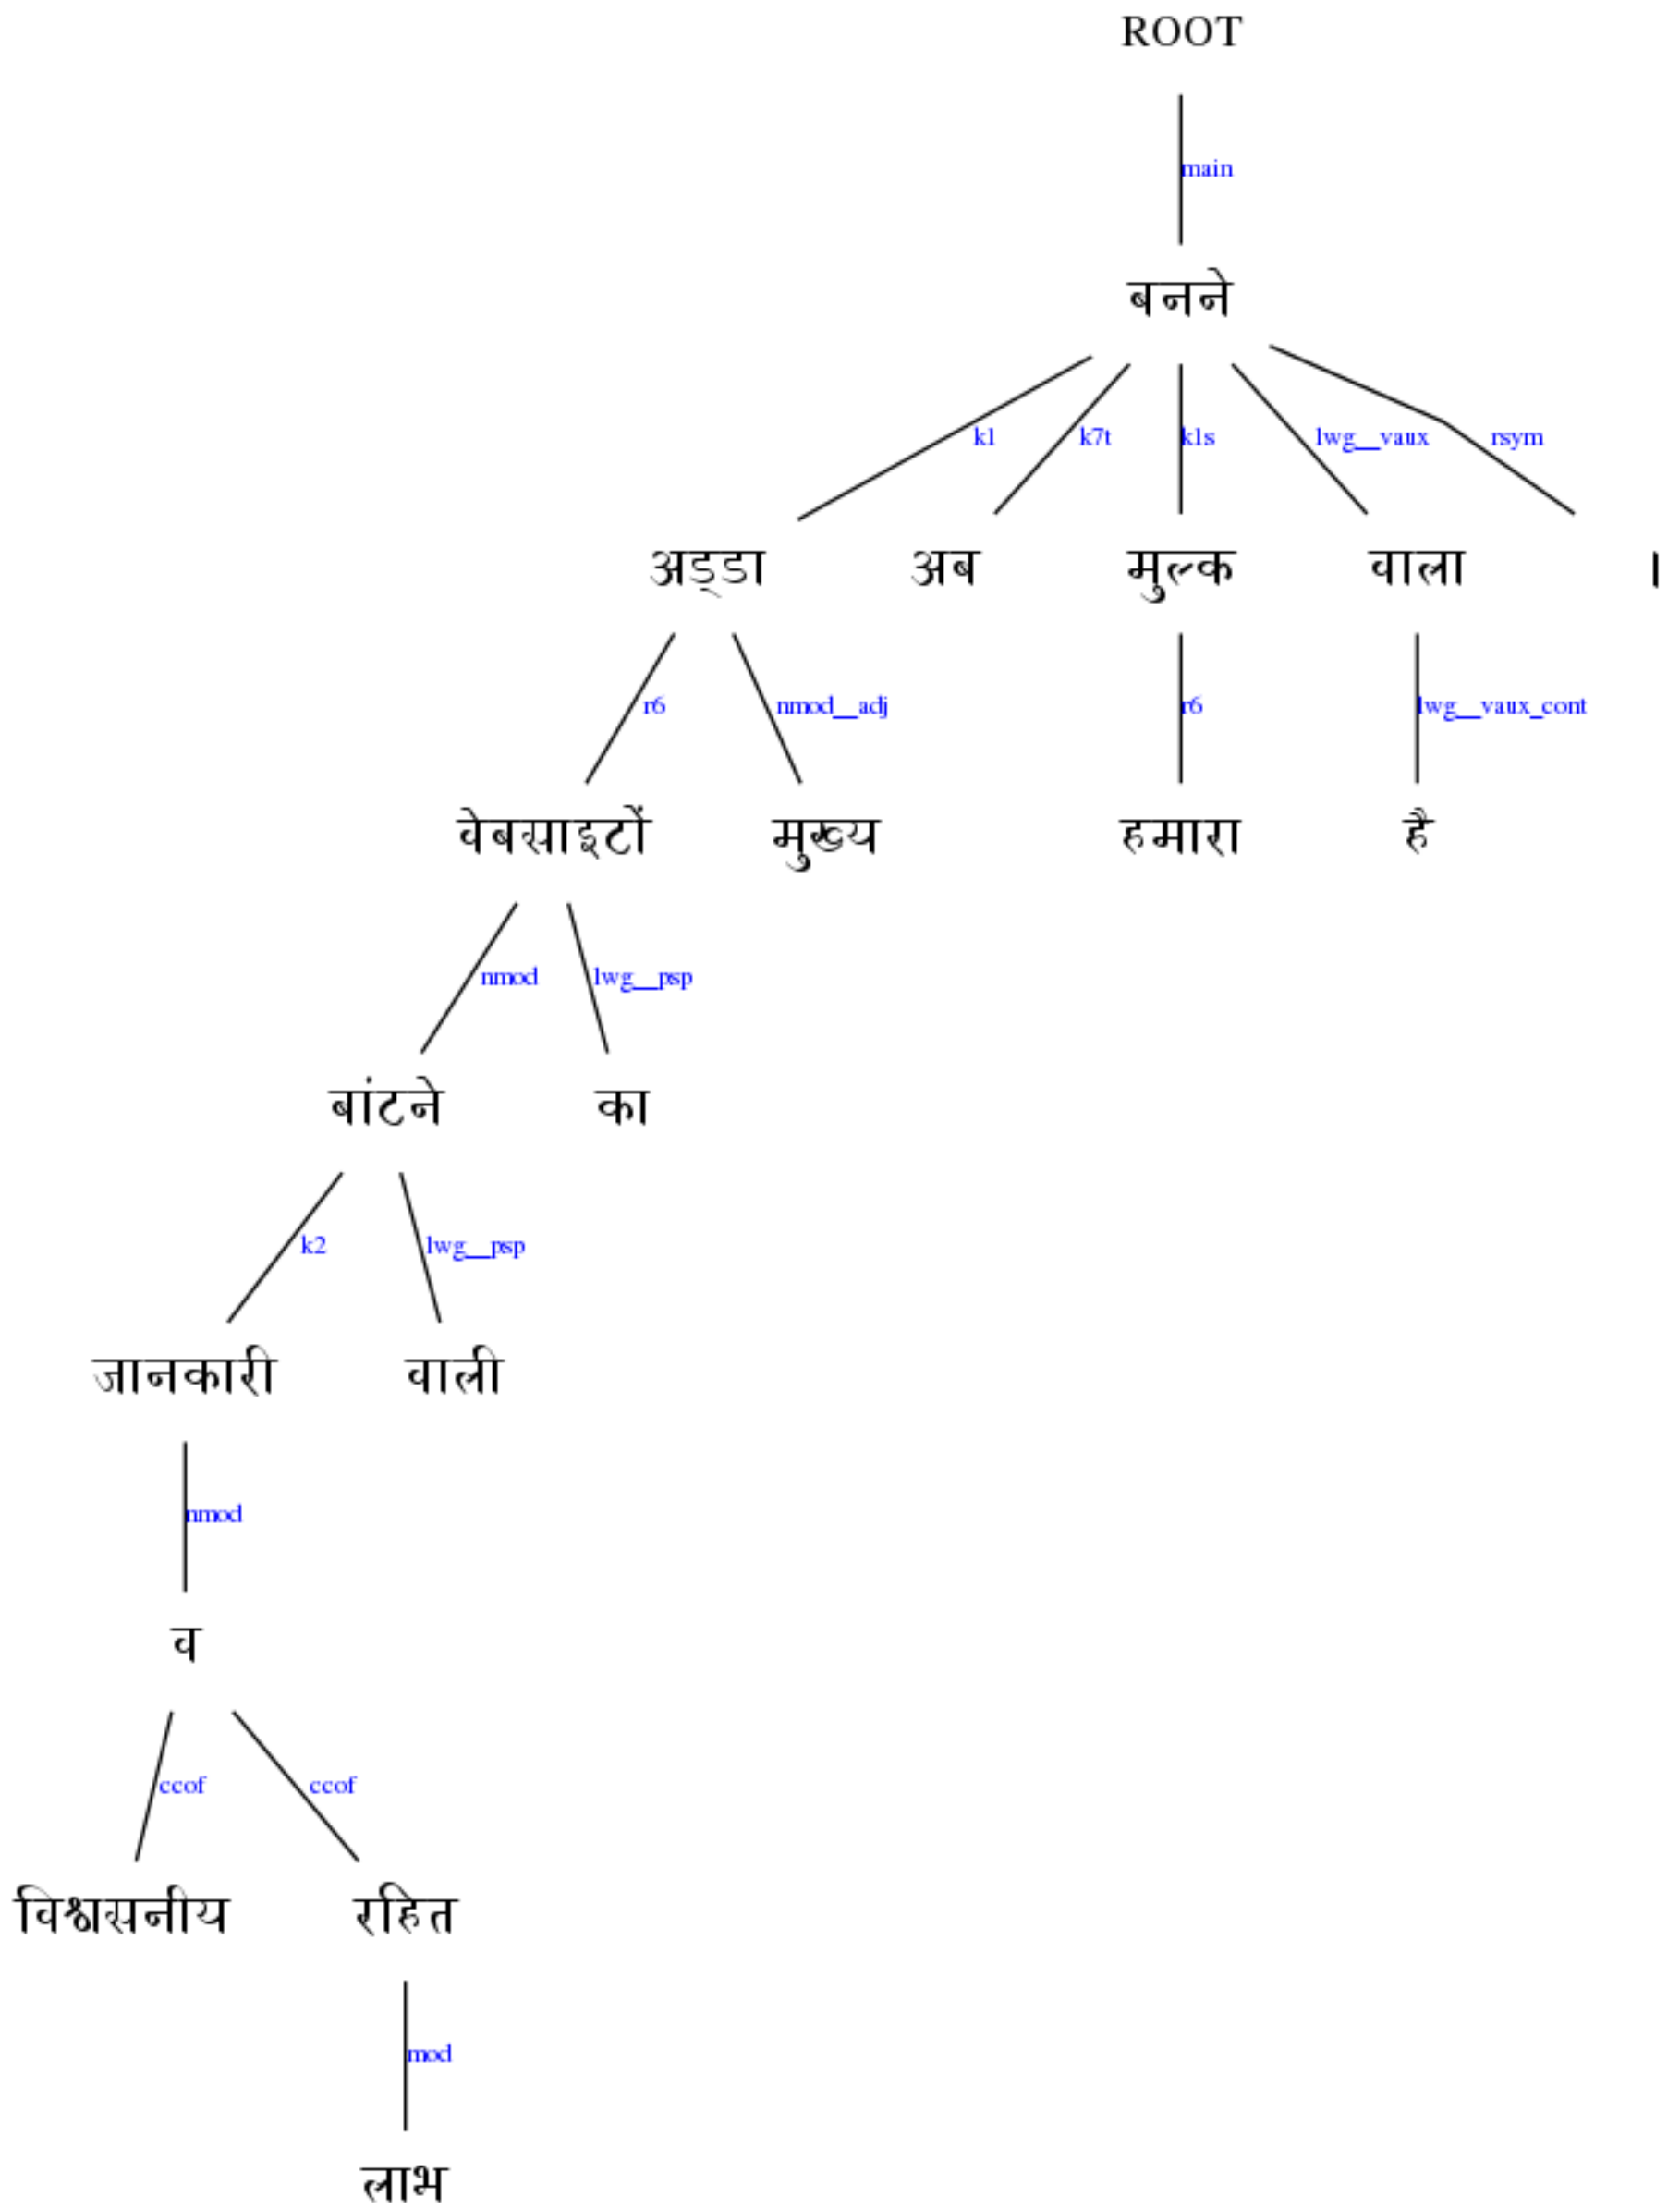 ROOT
main
बनने
k1 k7t k1s lwg__vaux rsym
अड्डा अब मुल्क वाला ।
r6 nmod__adj r6 lwg__vaux_cont
वेबसाइटों मुख्य हमारा है
nmod lwg__psp
बांटने का
k2 lwg__psp
जानकारी वाली
nmod
व
ccof ccof
विश्वासनीय रहित
mod
लाभ